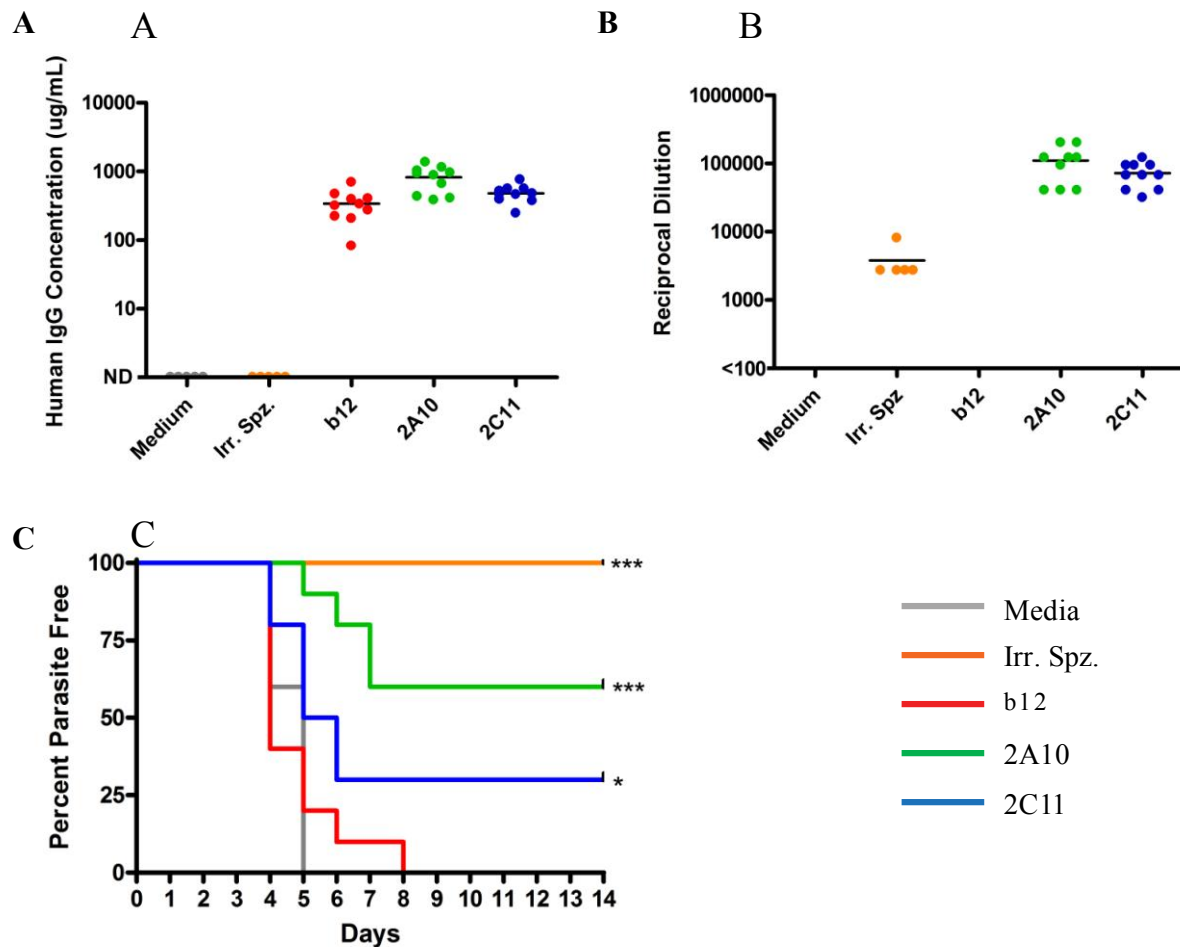 A A
B B
Human IgG Concentration (ug/mL)
10000
1000
100
10
ND
Medium
Irr. Spz.
b12
2A10
2C11
Reciprocal Dilution
1000000
100000
10000
1000
<100
Medium
Irr. Spz
b12
2A10
2C11
C C
Percent Parasite Free
100
75
50
25
0
***
***
*
0 1 2 3 4 5 6 7 8 9 10 11 12 13 14
Days
Media
Irr. Spz.
b12
2A10
2C11